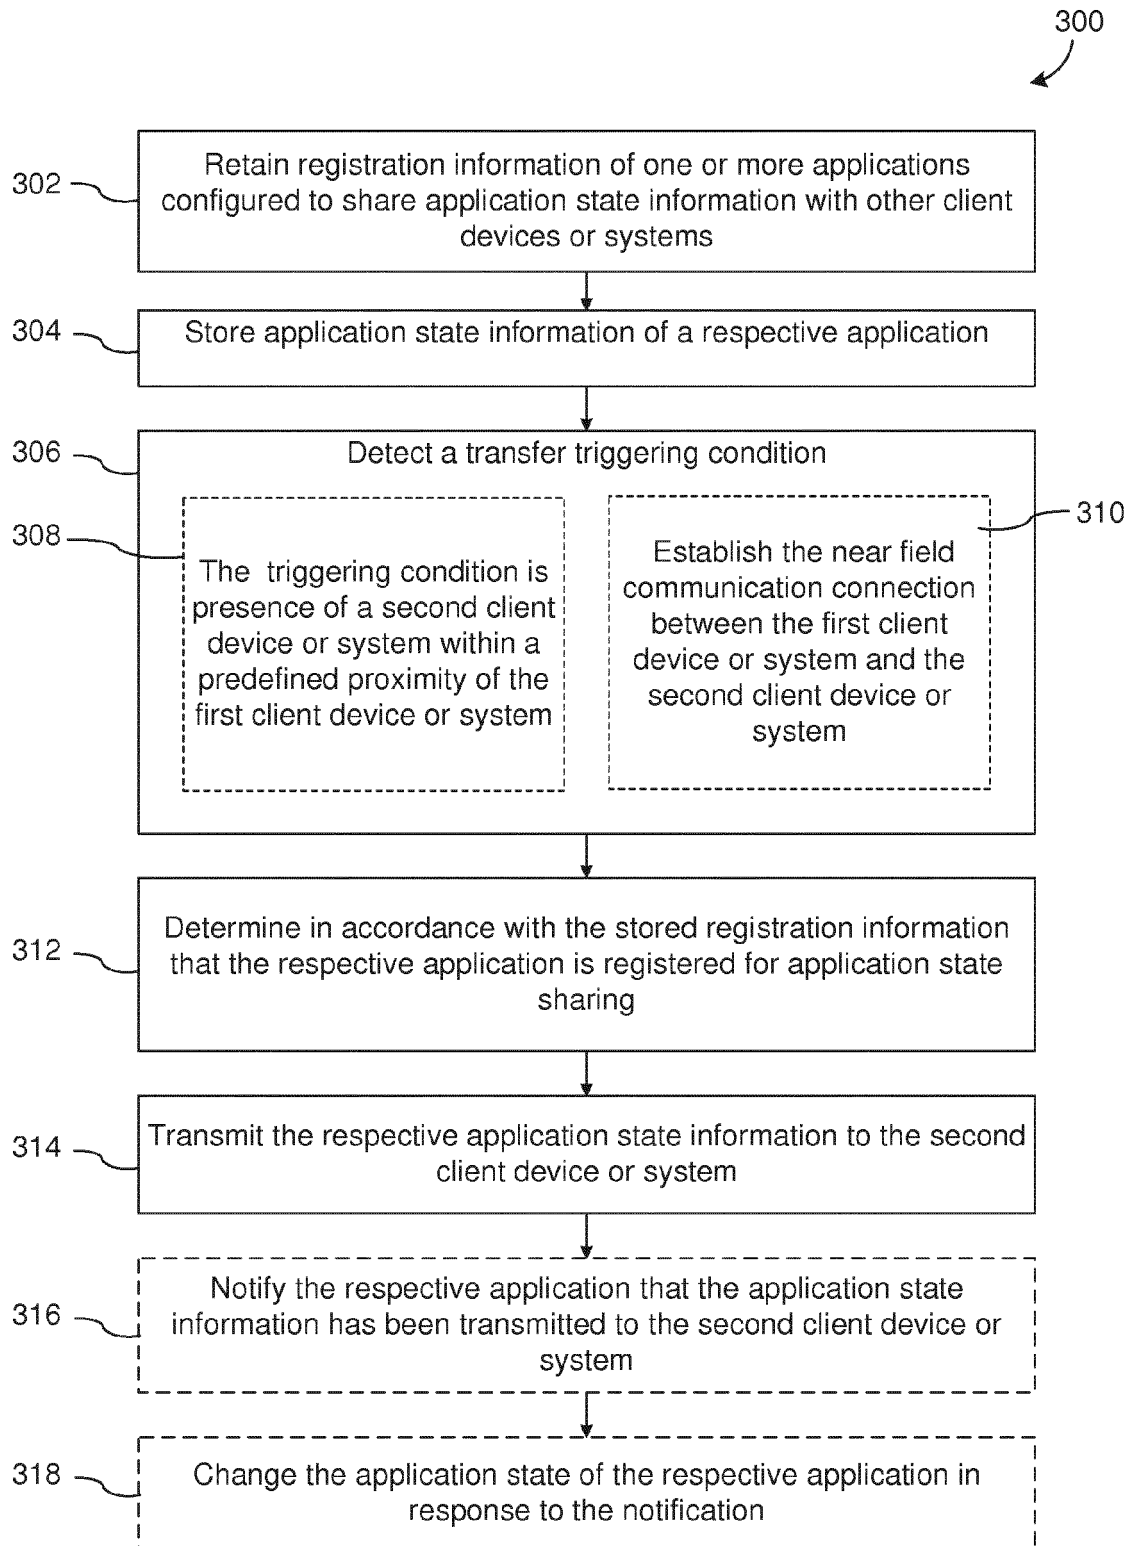 300
302
Retain registration information of one or more applications
configured to share application state information with other client
devices or systems
304
Store application state information of a respective application
306
Detect a transfer triggering condition
308
The triggering condition is
presence of a second client
device or system within a
predefined proximity of the
first client device or system
310
Establish the near field
communication connection
between the first client
device or system and the
second client device or
system
312
Determine in accordance with the stored registration information
that the respective application is registered for application state
sharing
314
Transmit the respective application state information to the second
client device or system
316
Notify the respective application that the application state
information has been transmitted to the second client device or
system
318
Change the application state of the respective application in
response to the notification